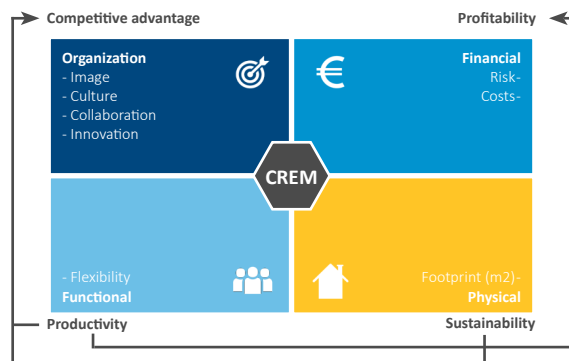 Competitive advantage
Profitability
Organization
- Image
- Culture
- Collaboration
- Innovation
€
Financial
Risk-
Costs-
CREM
- Flexibility
Functional
Footprint (m2)-
Physical
Productivity
Sustainability